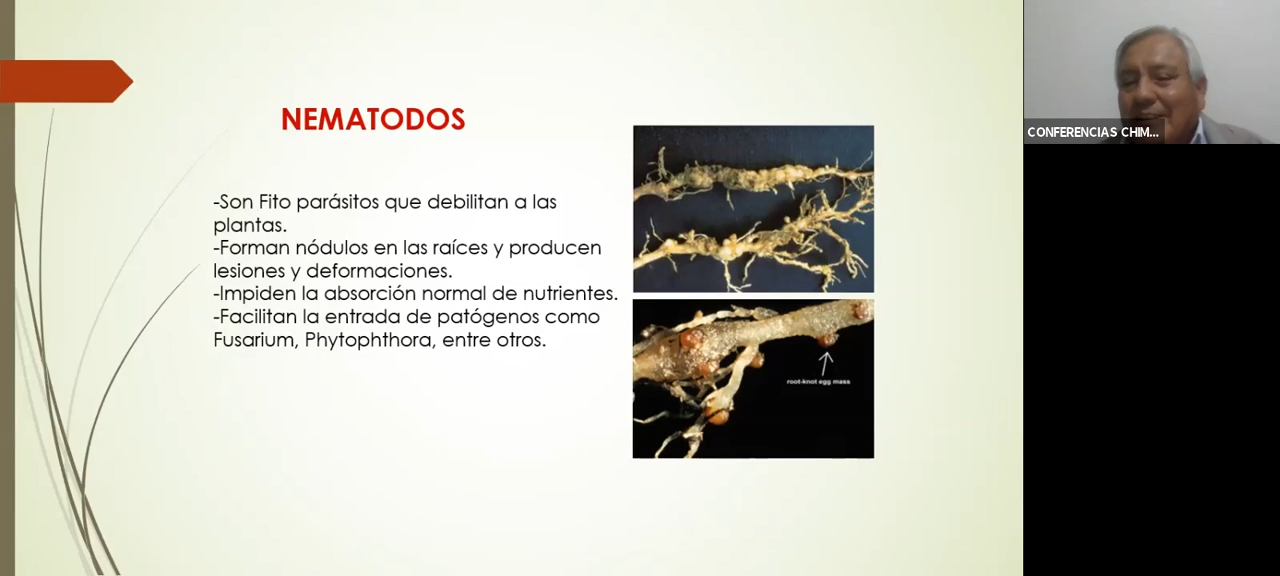 NEMATODOS
-Son Fito parásitos que debilitan a las
plantas.
-Forman nódulos en las raíces y producen
lesiones y deformaciones.
-Impiden la absorción normal de nutrientes.
-Facilitan la entrada de patógenos como
Fusarium, Phytophthora, entre otros.
root-knot egg mass
CONFERENCIAS CHIM...